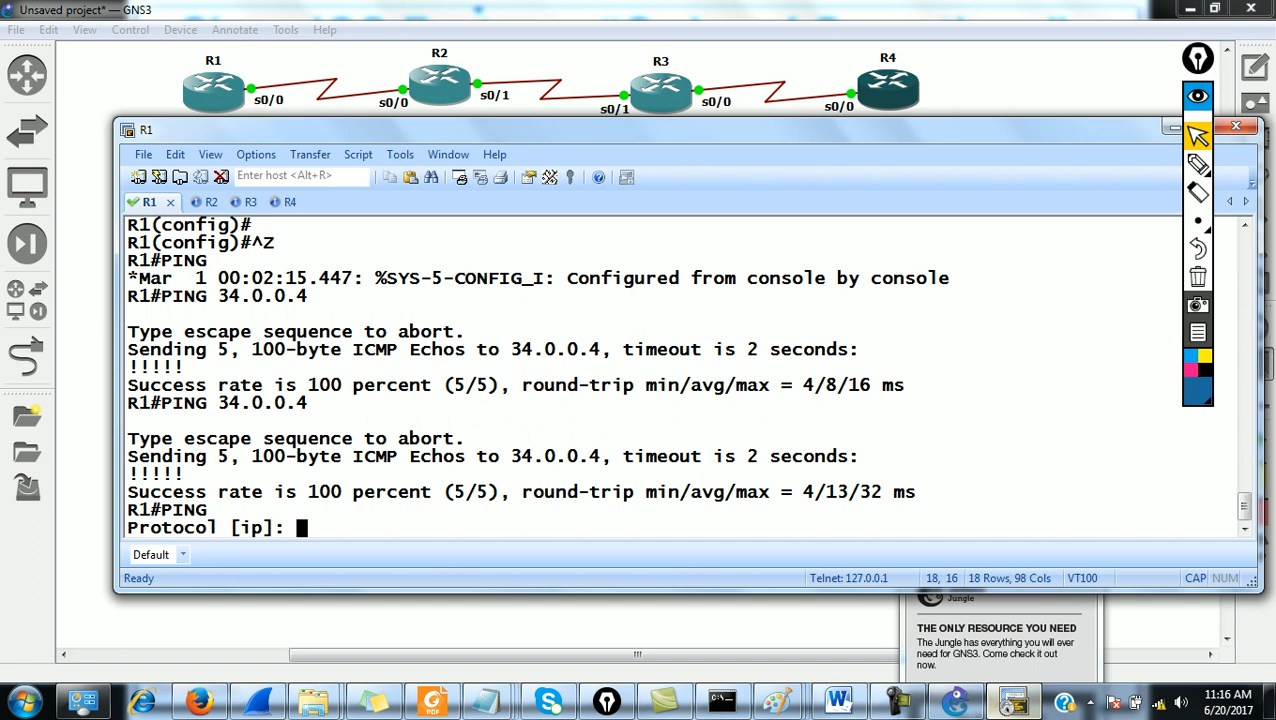 Unsaved project* — GNS3
File Edit View Control Device Annotate Tools Help
R1 R2 R3 R4
s0/0 s0/0 s0/1 s0/1 s0/0 s0/0
R1
File Edit View Options Transfer Script Tools Window Help
Enter host <Alt+R>
R1 R2 R3 R4
R1(config)#
R1(config)#^Z
R1#PING
*Mar  1 00:02:15.447: %SYS-5-CONFIG_I: Configured from console by console
R1#PING 34.0.0.4
Type escape sequence to abort.
Sending 5, 100-byte ICMP Echos to 34.0.0.4, timeout is 2 seconds:
!!!!!
Success rate is 100 percent (5/5), round-trip min/avg/max = 4/8/16 ms
R1#PING 34.0.0.4
Type escape sequence to abort.
Sending 5, 100-byte ICMP Echos to 34.0.0.4, timeout is 2 seconds:
!!!!!
Success rate is 100 percent (5/5), round-trip min/avg/max = 4/13/32 ms
R1#PING
Protocol [ip]:
Default
Ready Telnet: 127.0.0.1 18, 16 18 Rows, 98 Cols VT100 CAP NUM
Jungle
THE ONLY RESOURCE YOU NEED
The Jungle has everything you will ever
need for GNS3. Come check it out
now.
PDF
11:16 AM
6/20/2017